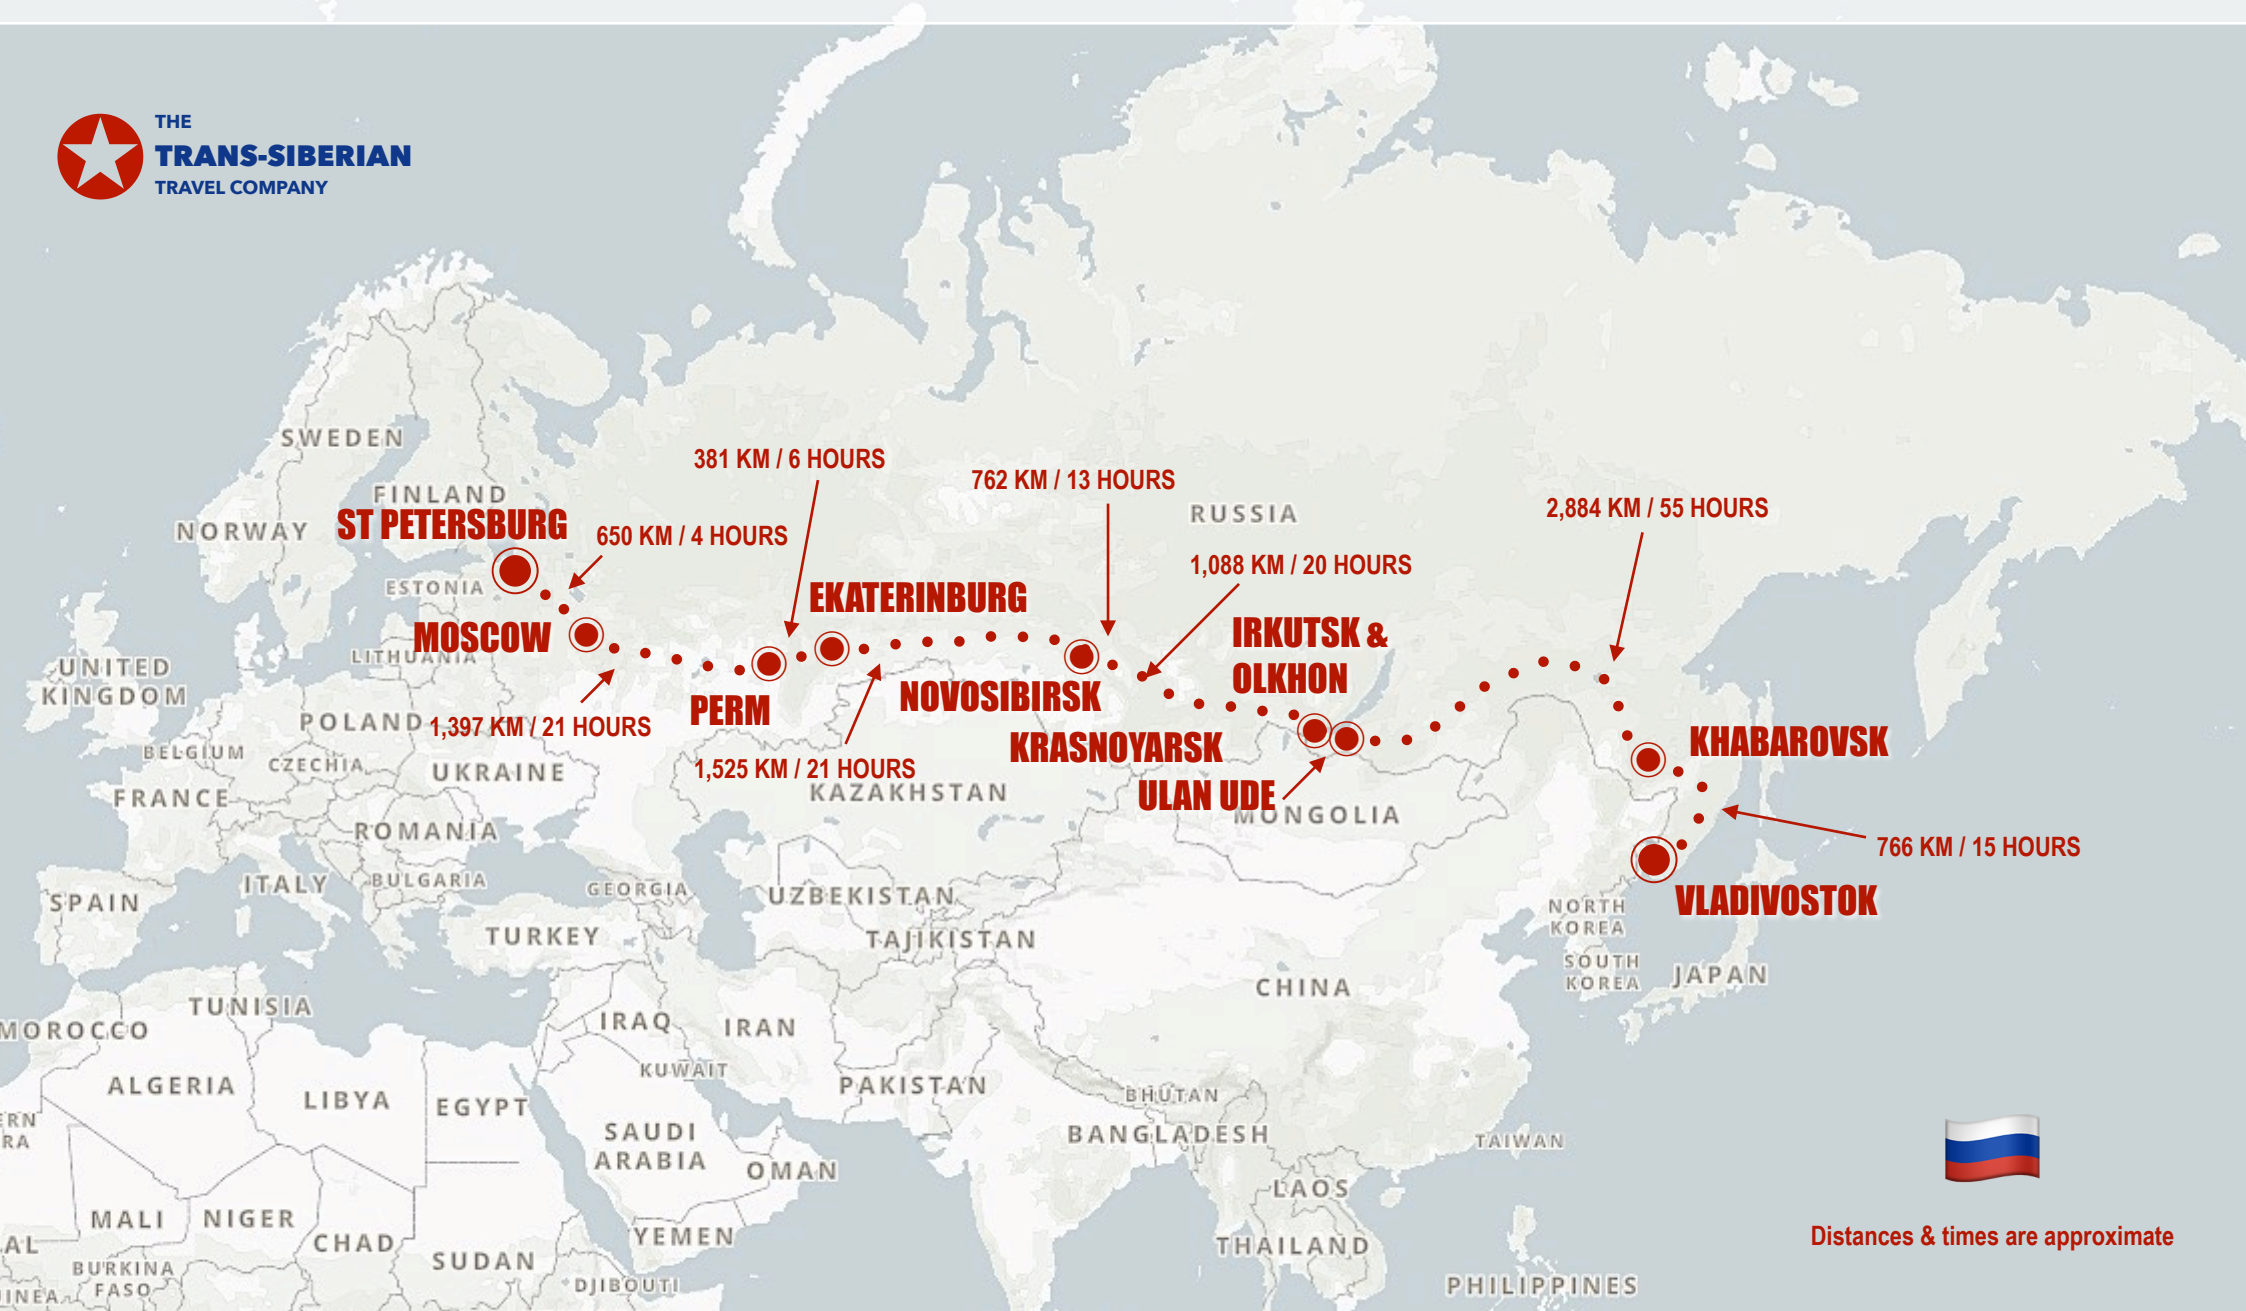 THE
TRANS-SIBERIAN
TRAVEL COMPANY
SWEDEN
FINLAND
NORWAY
ST PETERSBURG
650 KM / 4 HOURS
381 KM / 6 HOURS
762 KM / 13 HOURS
RUSSIA
1,088 KM / 20 HOURS
2,884 KM / 55 HOURS
ESTONIA
EKATERINBURG
MOSCOW
LITHUANIA
IRKUTSK &
OLKHON
UNITED
KINGDOM
PERM
NOVOSIBIRSK
POLAND
1,397 KM / 21 HOURS
KRASNOYARSK
KHABAROVSK
BELGIUM
CZECHIA
UKRAINE
1,525 KM / 21 HOURS
KAZAKHSTAN
ULAN UDE
MONGOLIA
FRANCE
ROMANIA
766 KM / 15 HOURS
ITALY
BULGARIA
GEORGIA
UZBEKISTAN
SPAIN
VLADIVOSTOK
NORTH
KOREA
TURKEY
TAJIKISTAN
SOUTH
KOREA
JAPAN
CHINA
TUNISIA
MOROCCO
IRAQ
IRAN
KUWAIT
ALGERIA
LIBYA
EGYPT
PAKISTAN
BHUTAN
ERN
RA
SAUDI
ARABIA
OMAN
BANGLADESH
TAIWAN
LAOS
MALI
NIGER
CHAD
SUDAN
YEMEN
THAILAND
AL
BURKINA
FASO
DJIBOUTI
INEA
PHILIPPINES
Distances & times are approximate